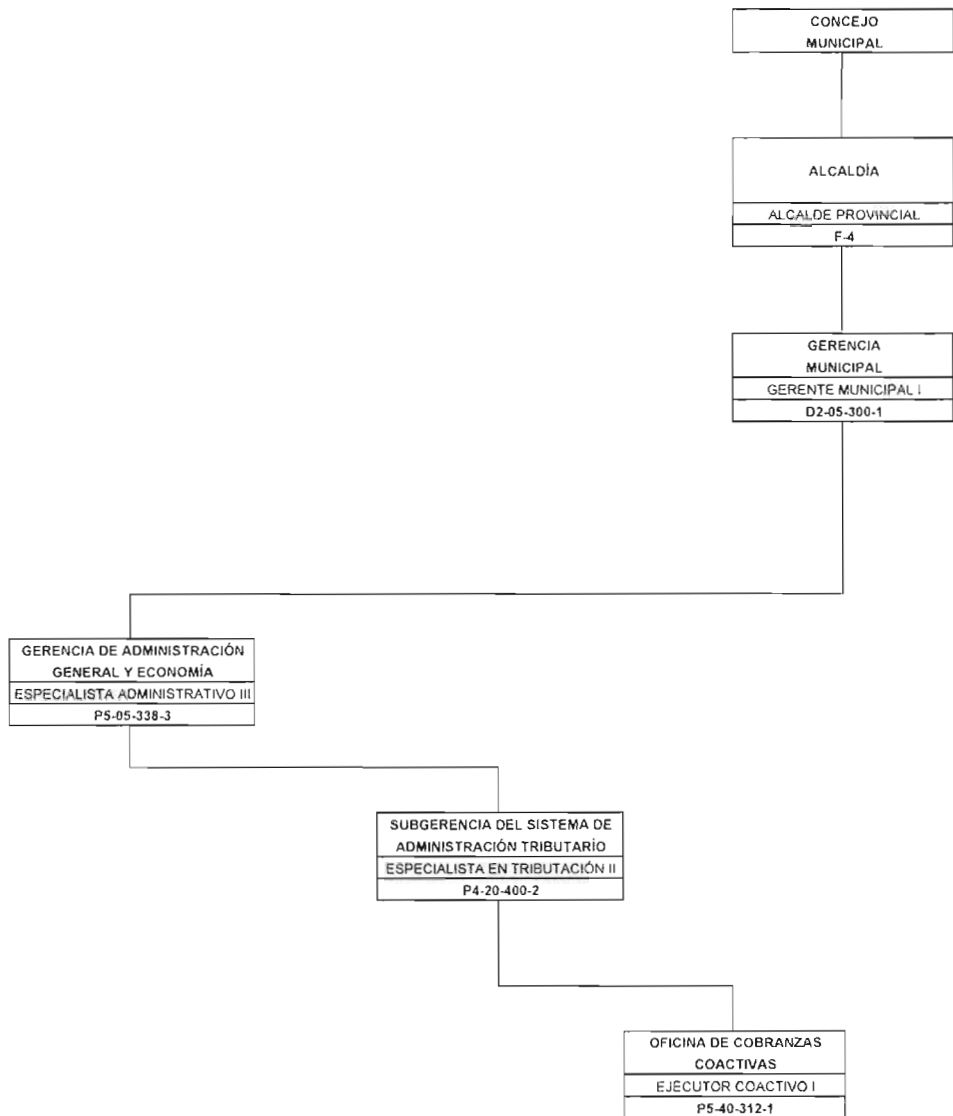 CONCEJO
MUNICIPAL
ALCALDÍA
ALCALDE PROVINCIAL
F-4
GERENCIA
MUNICIPAL
GERENTE MUNICIPAL I
D2-05-300-1
GERENCIA DE ADMINISTRACIÓN
GENERAL Y ECONOMÍA
ESPECIALISTA ADMINISTRATIVO III
P5-05-338-3
SUBGERENCIA DEL SISTEMA DE
ADMINISTRACIÓN TRIBUTARÍO
ESPECIALISTA EN TRIBUTACIÓN II
P4-20-400-2
OFICINA DE COBRANZAS
COACTIVAS
EJECUTOR COACTIVO I
P5-40-312-1